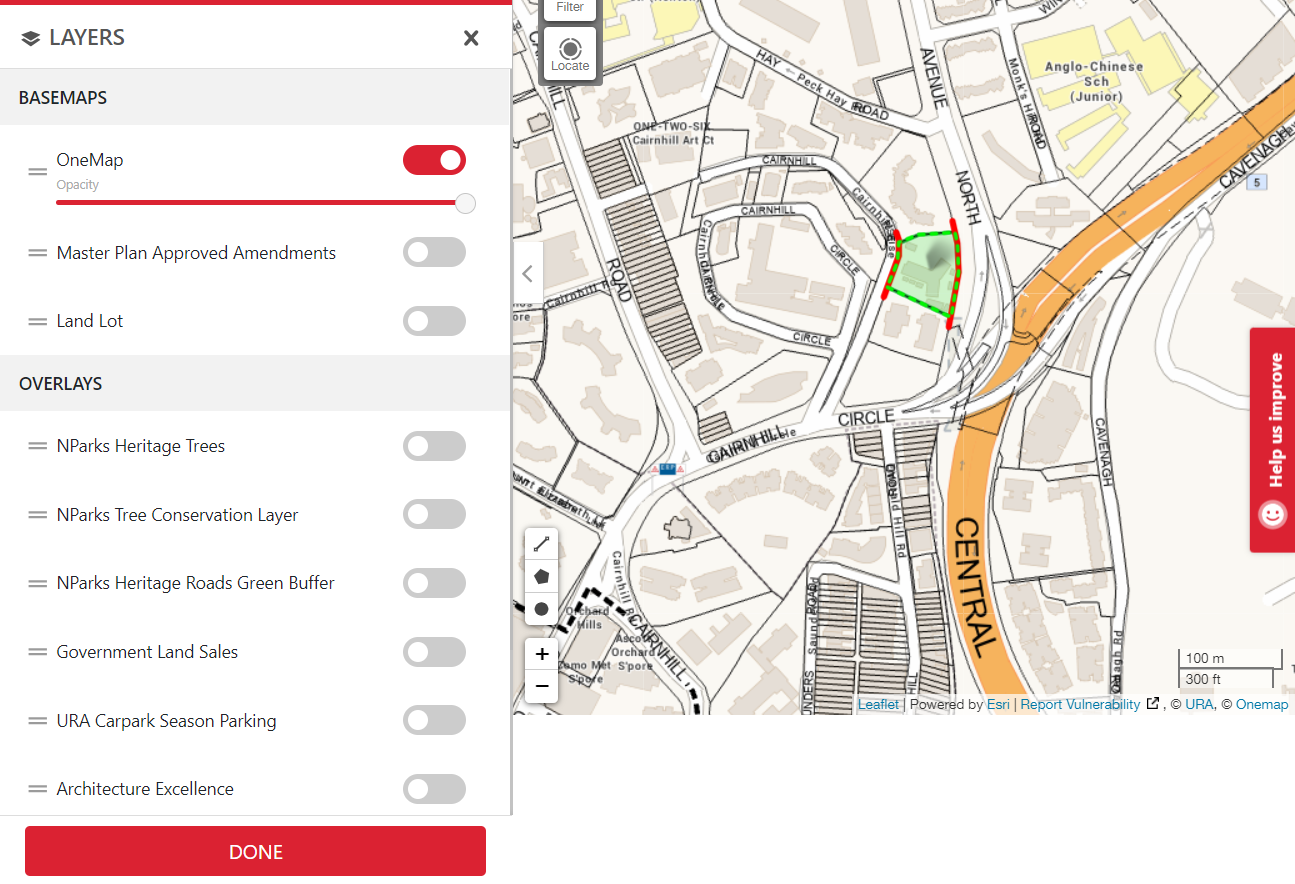 LAYERS
BASEMAPS
OneMap
Opacity
Master Plan Approved Amendments
Land Lot
OVERLAYS
NParks Heritage Trees
NParks Tree Conservation Layer
NParks Heritage Roads Green Buffer
Government Land Sales
URA Carpark Season Parking
Architecture Excellence
DONE
Filter
Locate
HAY
Peck Hay
ROAD
AVENUE
NORTH
Monk's Hill
ROAD
Anglo-Chinese
Sch
(Junior)
CAVENAGH
5
ONE-TWO-SIX
Cairnhill Art Ct
CAIRNHILL
CAIRNHILL
CIRCLE
CIRCLE
ROAD
Cairnhill
CIRCLE
CAIRNHILL
ERP
CAVENAGH
CENTRAL
Cairnhill
CAIRNHILL
Orchard
Hills
Ascott
Orchard
S'pore
S'pore
Saunders
ROAD
HILL
100 m
300 ft
Leaflet | Powered by Esri | Report Vulnerability , © URA, © Onemap
Help us improve